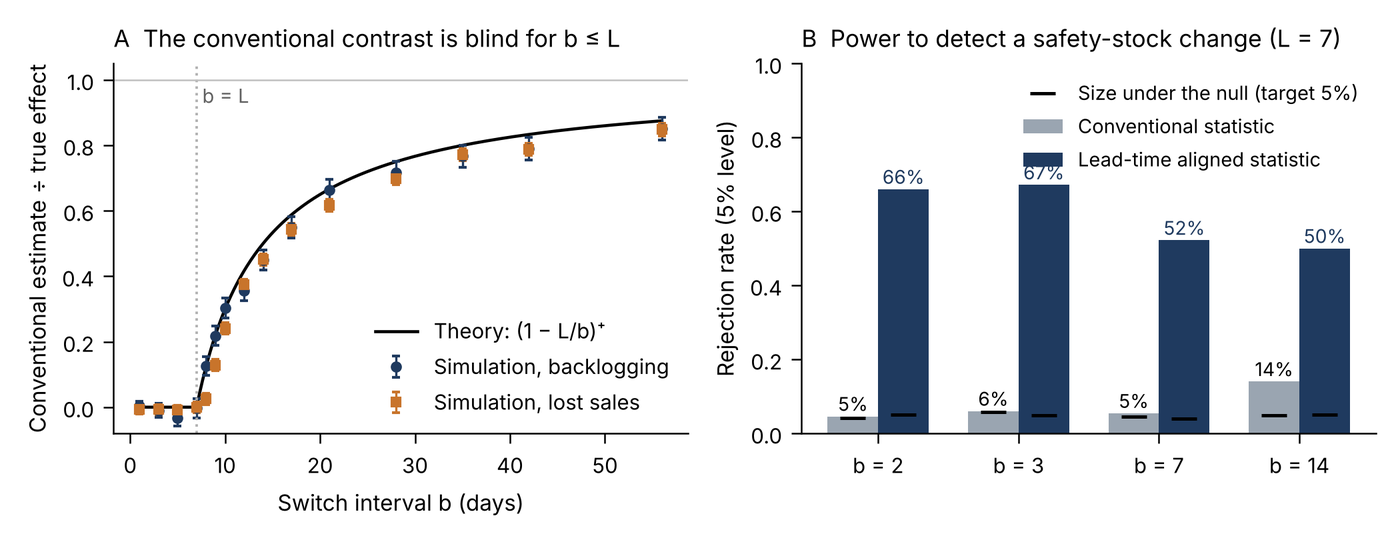 A The conventional contrast is blind for b ≤ L
Conventional estimate ÷ true effect
1.0
0.8
0.6
0.4
0.2
0.0
b = L
Theory: (1 − L/b)⁺
Simulation, backlogging
Simulation, lost sales
0 10 20 30 40 50
Switch interval b (days)
B Power to detect a safety-stock change (L = 7)
Rejection rate (5% level)
1.0
0.8
0.6
0.4
0.2
0.0
Size under the null (target 5%)
Conventional statistic
Lead-time aligned statistic
66%
67%
52%
50%
5%
6%
5%
14%
b = 2 b = 3 b = 7 b = 14